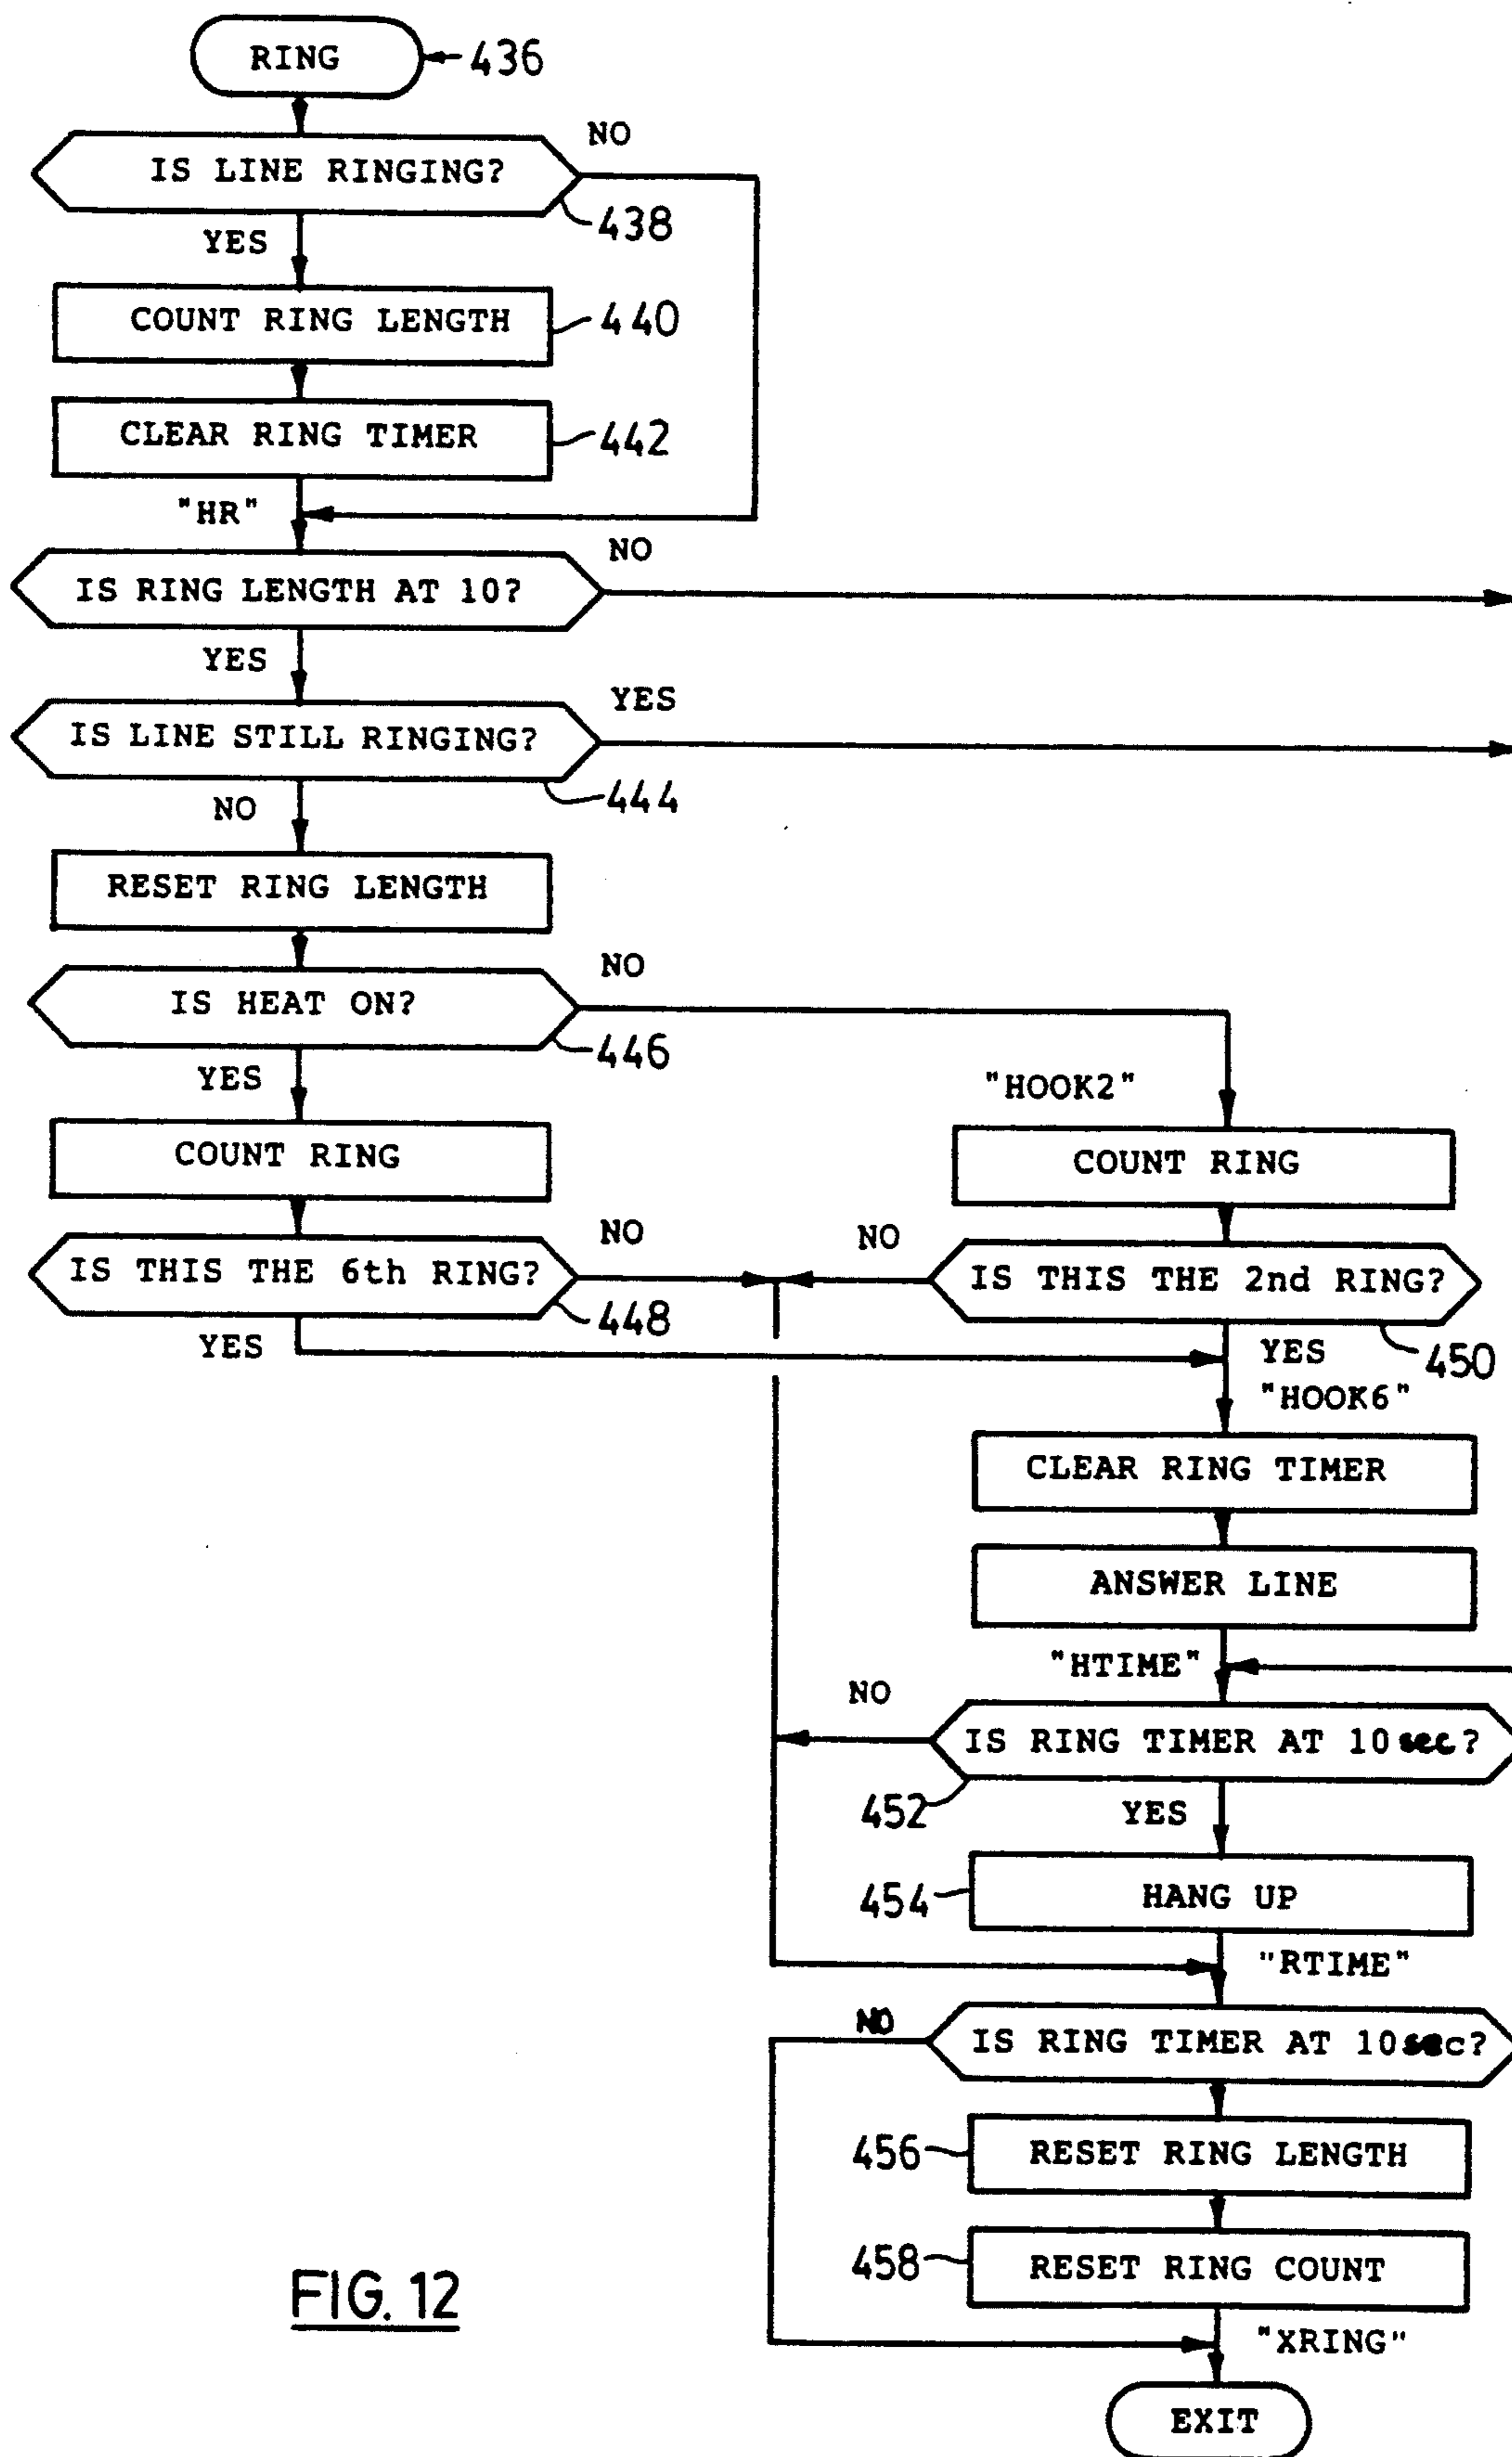 RING
436
IS LINE RINGING?
NO
438
YES
COUNT RING LENGTH
440
CLEAR RING TIMER
442
"HR"
IS RING LENGTH AT 10?
NO
YES
IS LINE STILL RINGING?
YES
444
NO
RESET RING LENGTH
IS HEAT ON?
NO
446
YES
"HOOK2"
COUNT RING
COUNT RING
IS THIS THE 6th RING?
NO
448
YES
NO
IS THIS THE 2nd RING?
450
YES
"HOOK6"
CLEAR RING TIMER
ANSWER LINE
"HTIME"
NO
IS RING TIMER AT 10 sec?
452
YES
454
HANG UP
"RTIME"
NO
IS RING TIMER AT 10 sec?
456
RESET RING LENGTH
458
RESET RING COUNT
"XRING"
EXIT
FIG. 12